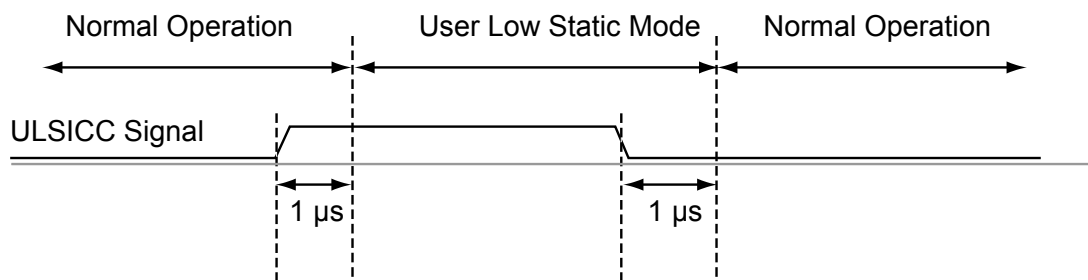 Normal Operation
User Low Static Mode
Normal Operation
ULSICC Signal
1 µs
1 µs